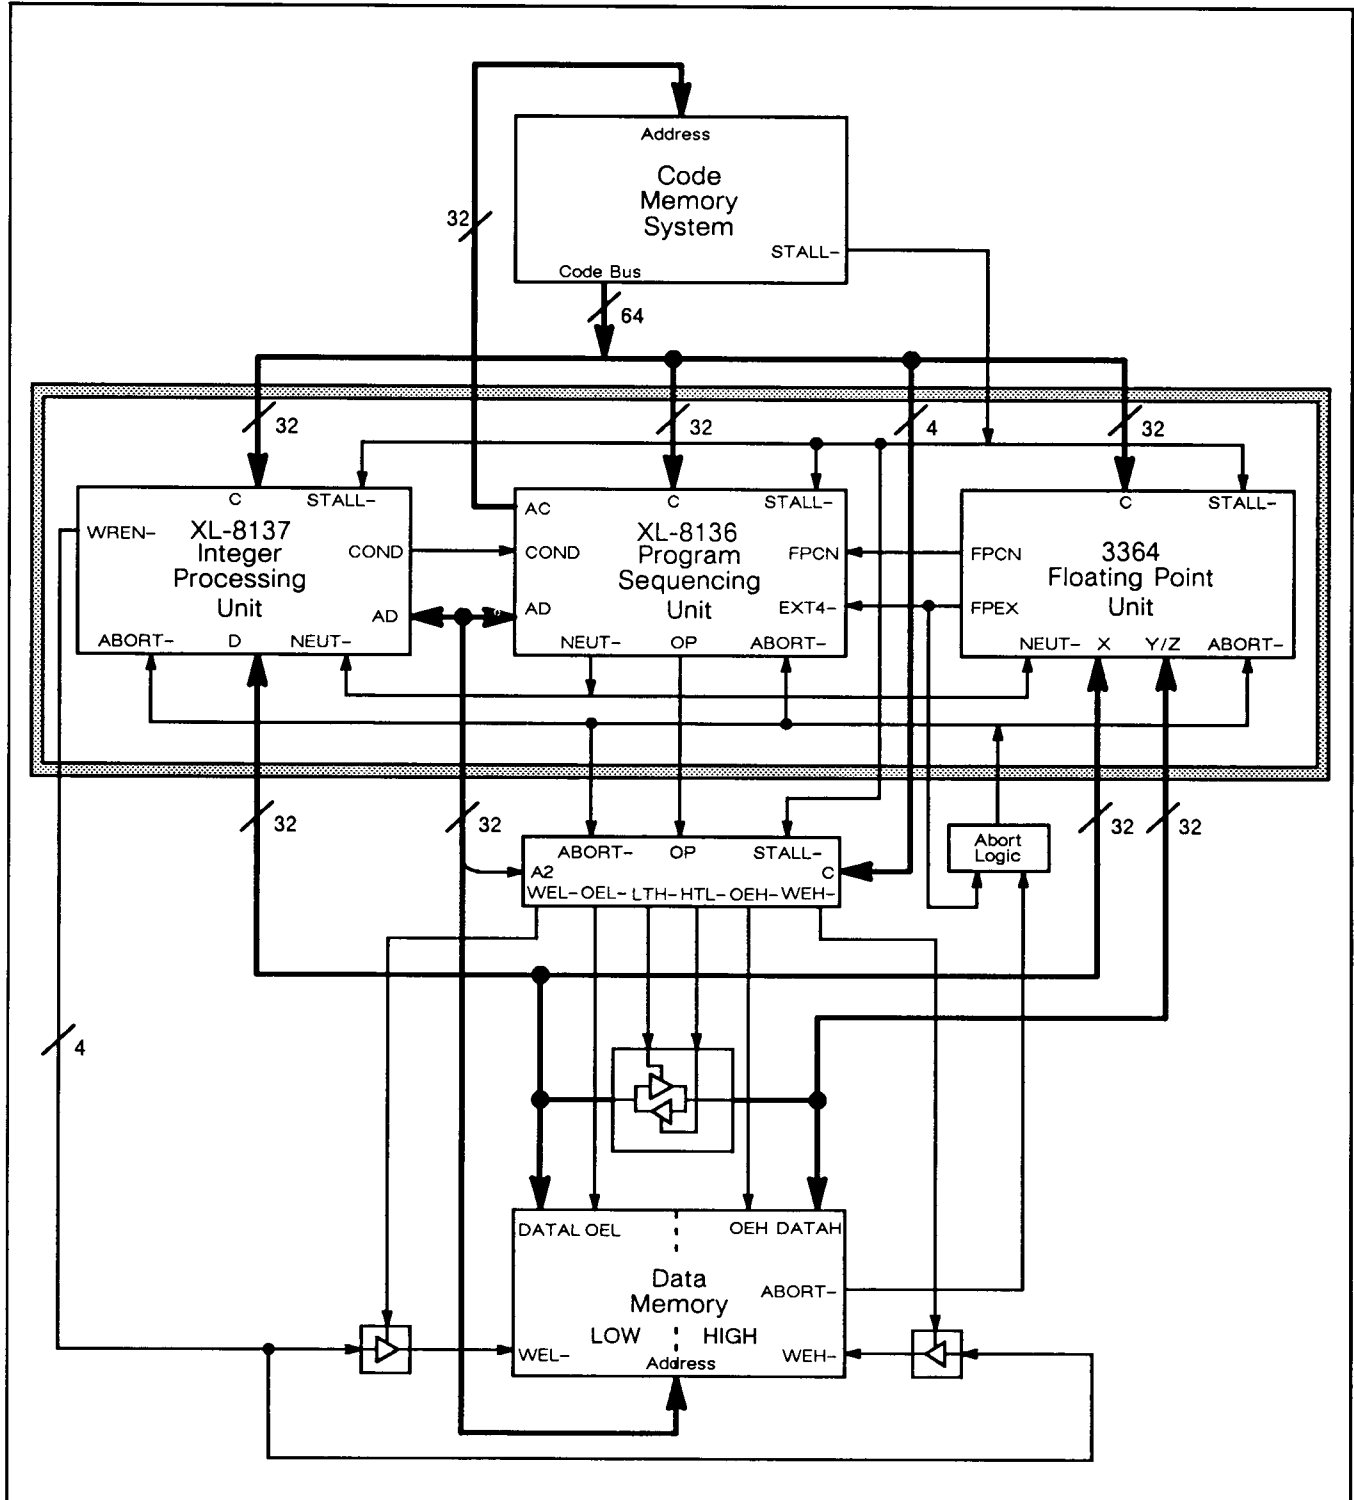 Address
Code
Memory
System
32
STALL-
Code Bus
64
32
32
4
32
C
STALL-
WREN-
XL-8137
Integer
Processing
Unit
COND
AD
ABORT-
D
NEUT-
AC
C
STALL-
XL-8136
Program
Sequencing
Unit
COND
FPCN
AD
EXT4-
NEUT-
OP
ABORT-
C
STALL-
3364
Floating Point
Unit
FPCN
FPEX
NEUT-
X
Y/Z
ABORT-
32
32
32
32
ABORT-
OP
STALL-
A2
C
WEL-
OEL-
LTH-
HTL-
OEH-
WEH-
Abort
Logic
4
DATAL
OEL
OEH
DATAH
Data
Memory
ABORT-
LOW
HIGH
WEL-
WEH-
Address